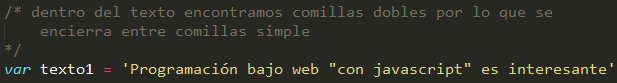 /* dentro del texto encontramos comillas dobles por lo que se
encierra entre comillas simple
*/
var texto1 = 'Programación bajo web "con javascript" es interesante'